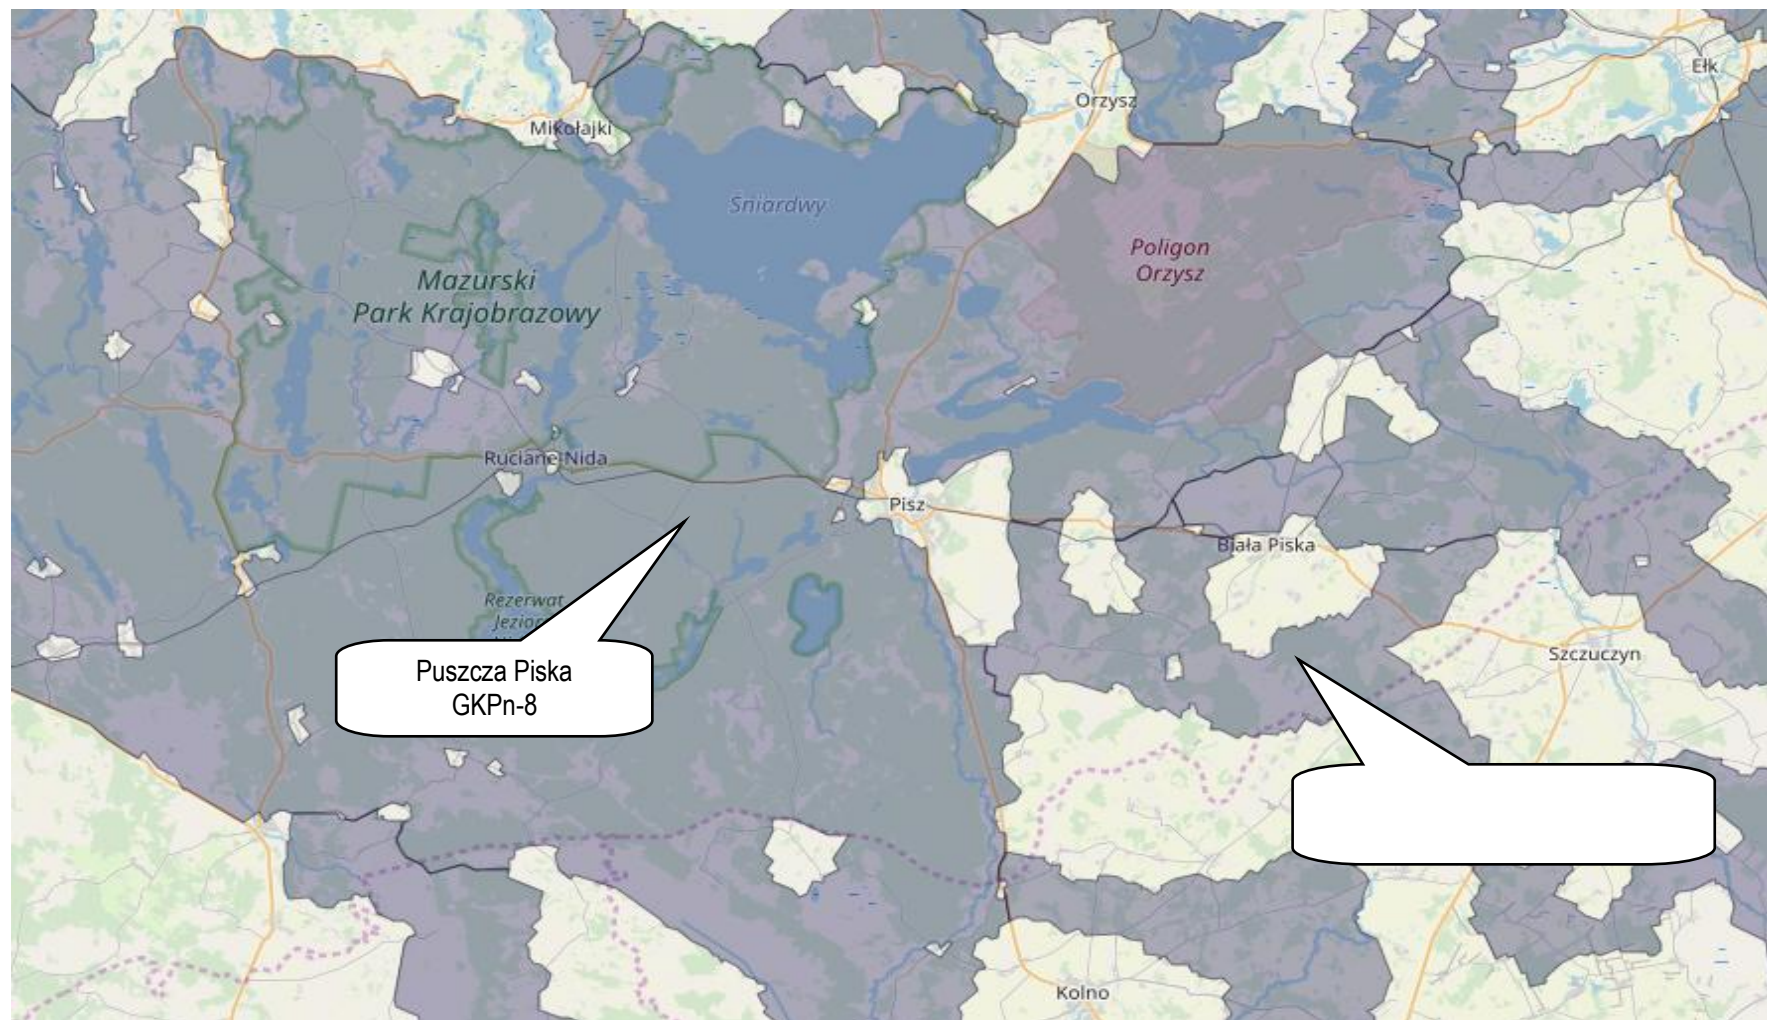 Ełk
Orzysz
Mikołajki
Śniardwy
Poligon
Orzysz
Mazurski
Park Krajobrazowy
Ruciane-Nida
Pisz
Biała Piska
Rezerwat
Jezioro
Szczuczyn
Puszcza Piska
GKPn-8
Kolno